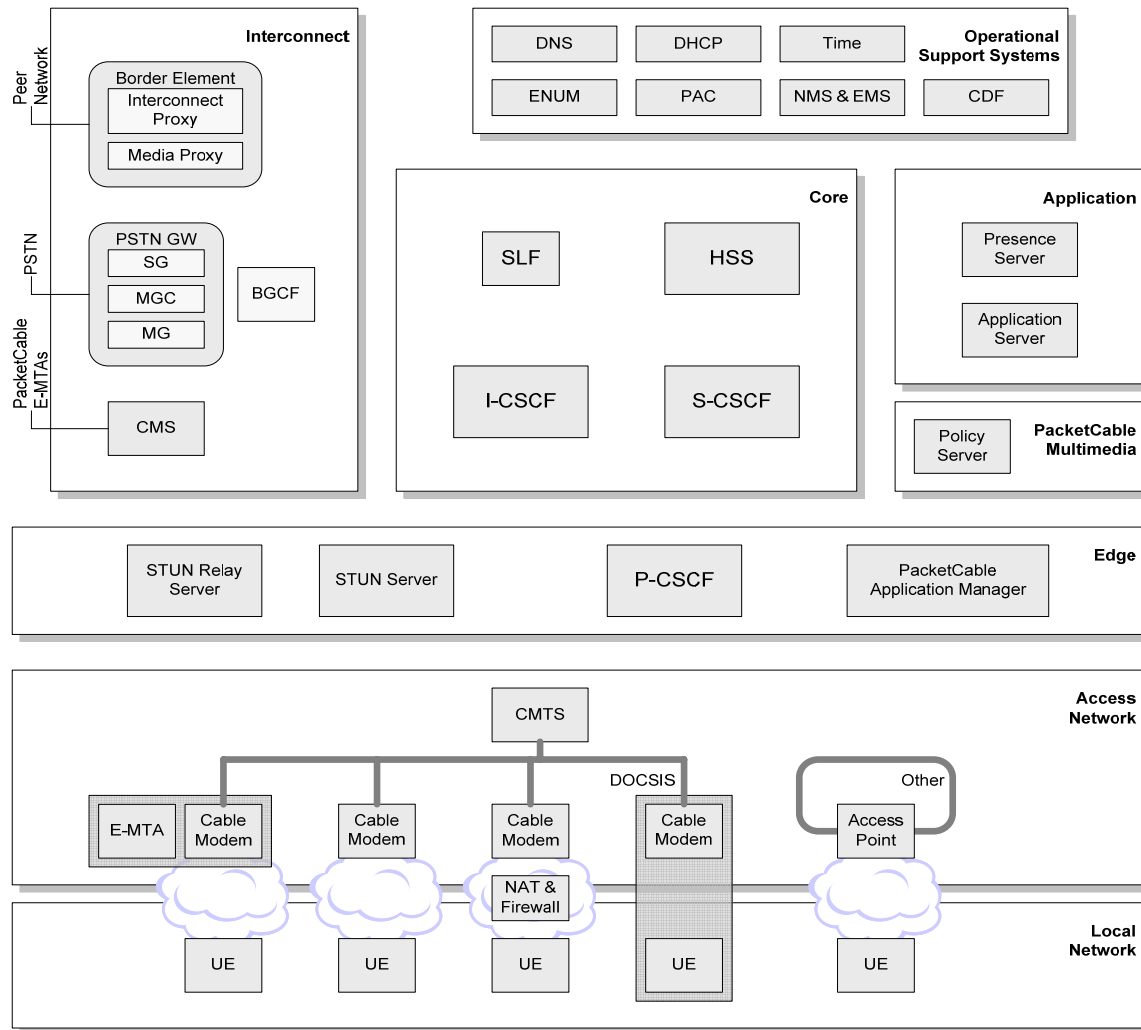 Interconnect
Peer
Network
Border Element
Interconnect
Proxy
Media Proxy
PSTN
PSTN GW
SG
MGC
MG
BGCF
PacketCable
E-MTAs
CMS
Operational
Support Systems
DNS
DHCP
Time
ENUM
PAC
NMS & EMS
CDF
Core
SLF
HSS
I-CSCF
S-CSCF
Application
Presence
Server
Application
Server
PacketCable
Multimedia
Policy
Server
Edge
STUN Relay
Server
STUN Server
P-CSCF
PacketCable
Application Manager
Access
Network
CMTS
DOCSIS
Other
E-MTA
Cable
Modem
Cable
Modem
Cable
Modem
Cable
Modem
Access
Point
NAT &
Firewall
Local
Network
UE
UE
UE
UE
UE